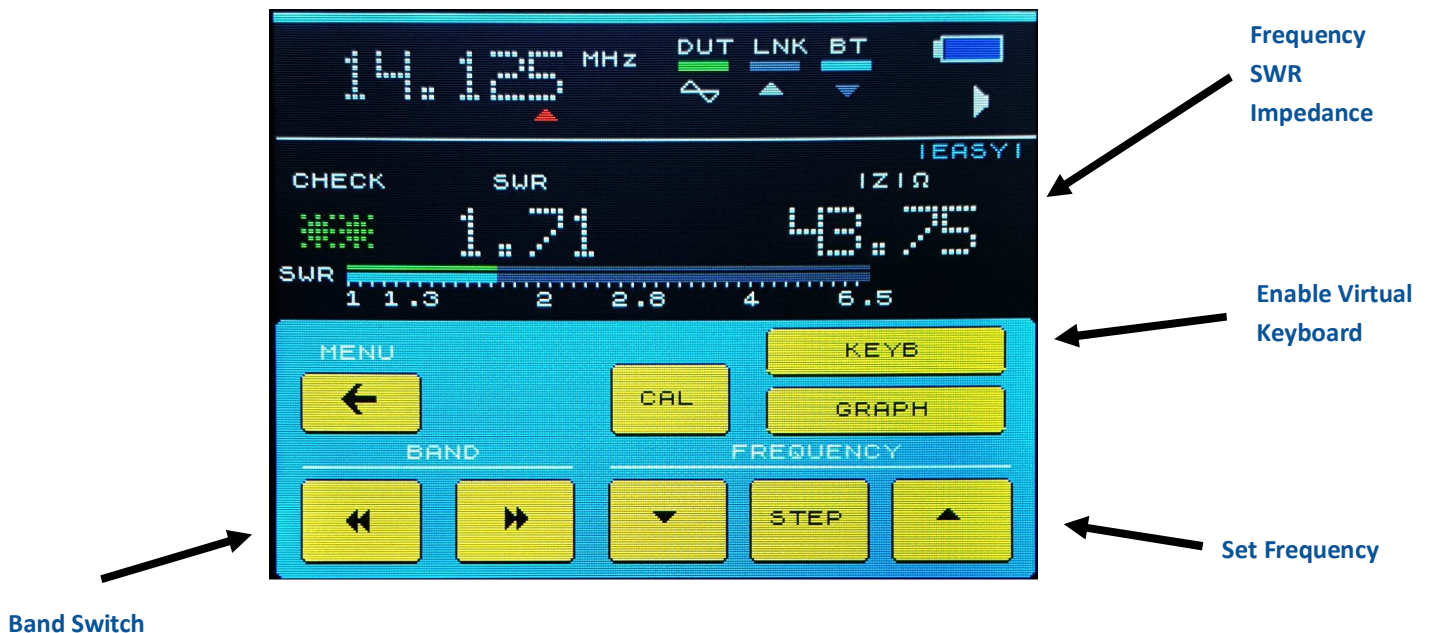 14.125 MHz DUT LNK BT
|EASY|
CHECK SWR |Z|Ω
1.71 48.75
SWR
1 1.3 2 2.8 4 6.5
MENU KEYB
← CAL GRAPH
BAND FREQUENCY
STEP
Frequency
SWR
Impedance
Enable Virtual
Keyboard
Set Frequency
Band Switch